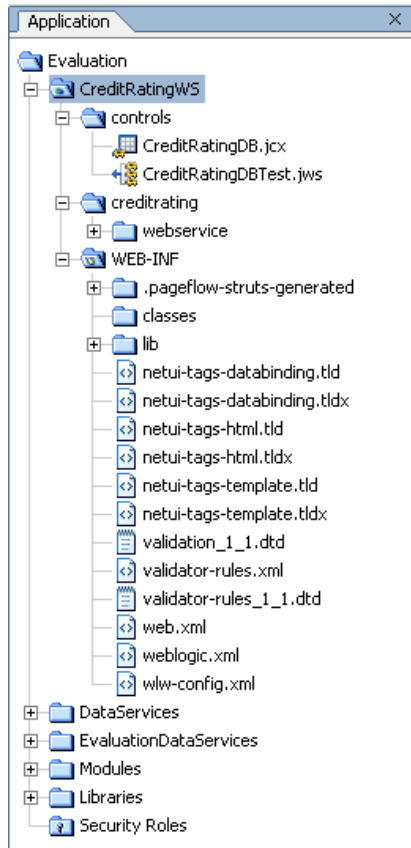 Application
Evaluation
CreditRatingWS
controls
CreditRatingDB.jcx
CreditRatingDBTest.jws
creditrating
webservice
WEB-INF
.pageflow-struts-generated
classes
lib
netui-tags-databinding.tld
netui-tags-databinding.tldx
netui-tags-html.tld
netui-tags-html.tldx
netui-tags-template.tld
netui-tags-template.tldx
validation_1_1.dtd
validator-rules.xml
validator-rules_1_1.dtd
web.xml
weblogic.xml
wlw-config.xml
DataServices
EvaluationDataServices
Modules
Libraries
Security Roles